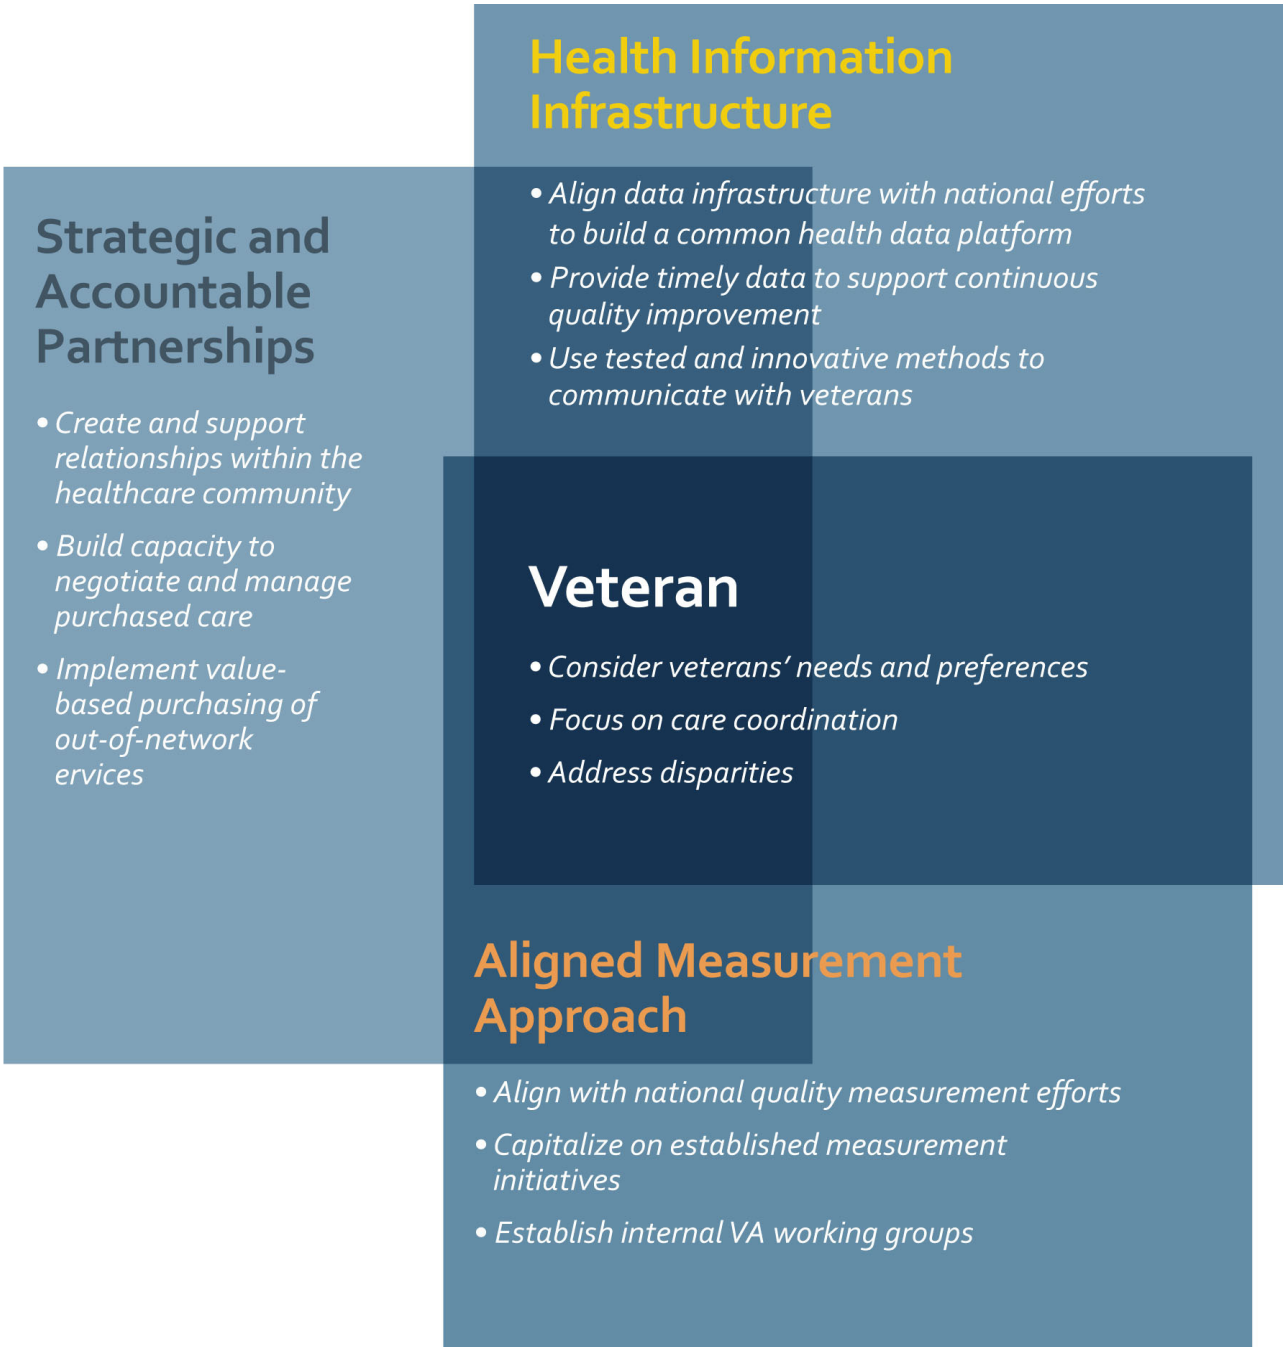 Health Information
Infrastructure
• Align data infrastructure with national efforts
to build a common health data platform
• Provide timely data to support continuous
quality improvement
• Use tested and innovative methods to
communicate with veterans
Strategic and
Accountable
Partnerships
• Create and support
relationships within the
healthcare community
• Build capacity to
negotiate and manage
purchased care
• Implement value-
based purchasing of
out-of-network
ervices
Veteran
• Consider veterans’ needs and preferences
• Focus on care coordination
• Address disparities
Aligned Measurement
Approach
• Align with national quality measurement efforts
• Capitalize on established measurement
initiatives
• Establish internal VA working groups